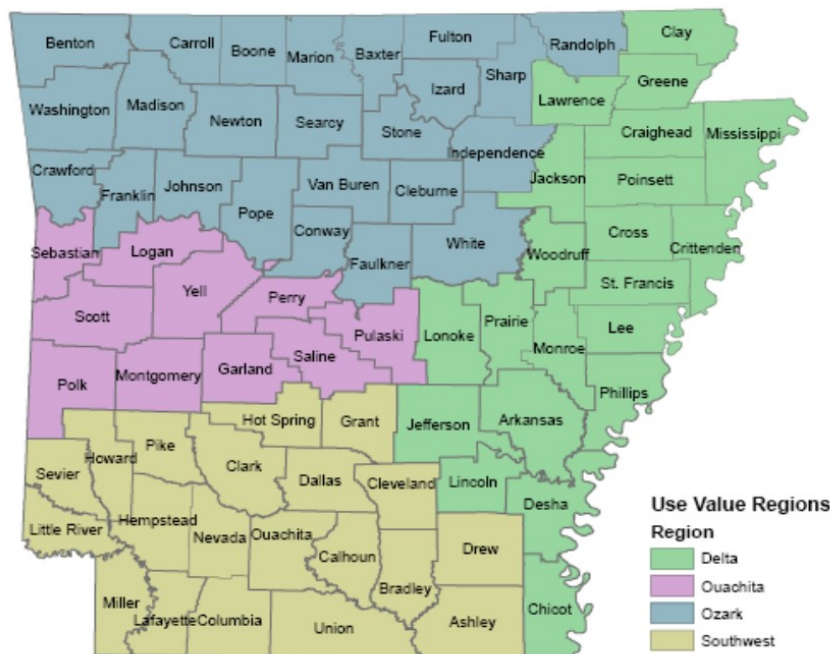 Benton
Carroll
Boone
Marion
Baxter
Fulton
Randolph
Clay
Washington
Madison
Newton
Searcy
Stone
Izard
Sharp
Lawrence
Greene
Craighead
Mississippi
Crawford
Franklin
Johnson
Pope
Van Buren
Cleburne
Independence
Jackson
Poinsett
Sebastian
Logan
Conway
Faulkner
White
Woodruff
Cross
Crittenden
Scott
Yell
Perry
Pulaski
Lonoke
Prairie
Monroe
St. Francis
Lee
Polk
Montgomery
Garland
Saline
Phillips
Hot Spring
Grant
Jefferson
Arkansas
Sevier
Howard
Pike
Clark
Dallas
Cleveland
Lincoln
Desha
Little River
Hempstead
Nevada
Ouachita
Calhoun
Bradley
Drew
Miller
Lafayette
Columbia
Union
Ashley
Chicot
Use Value Regions
Region
Delta
Ouachita
Ozark
Southwest